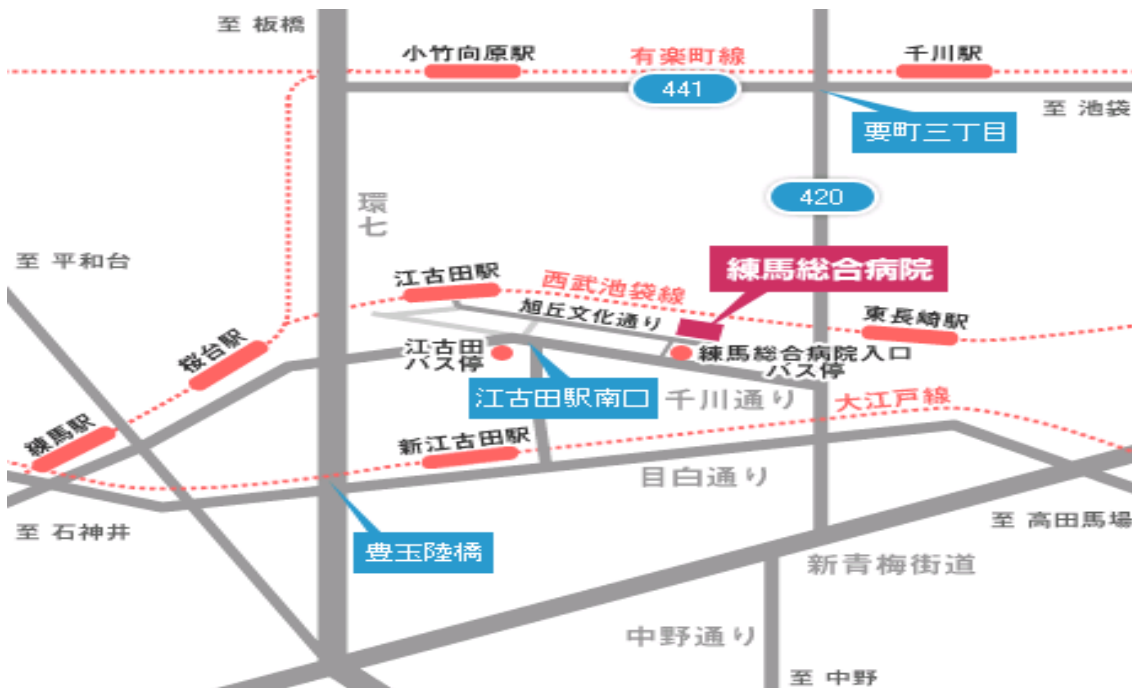 至 板橋
小竹向原駅
有楽町線
千川駅
441
至 池袋
要町三丁目
環七
420
至 平和台
江古田駅
西武池袋線
練馬総合病院
旭丘文化通り
東長崎駅
桜台駅
江古田
バス停
練馬総合病院入口
バス停
江古田駅南口
千川通り
大江戸線
練馬駅
新江古田駅
目白通り
至 石神井
至 高田馬場
豊玉陸橋
新青梅街道
中野通り
至 中野